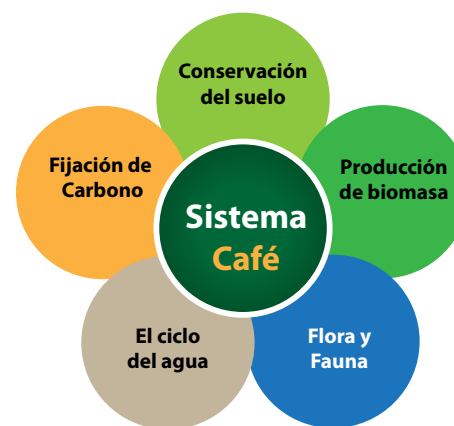 Conservación
del suelo
Fijación de
Carbono
Producción
de biomasa
Sistema
Café
El ciclo
del agua
Flora y
Fauna